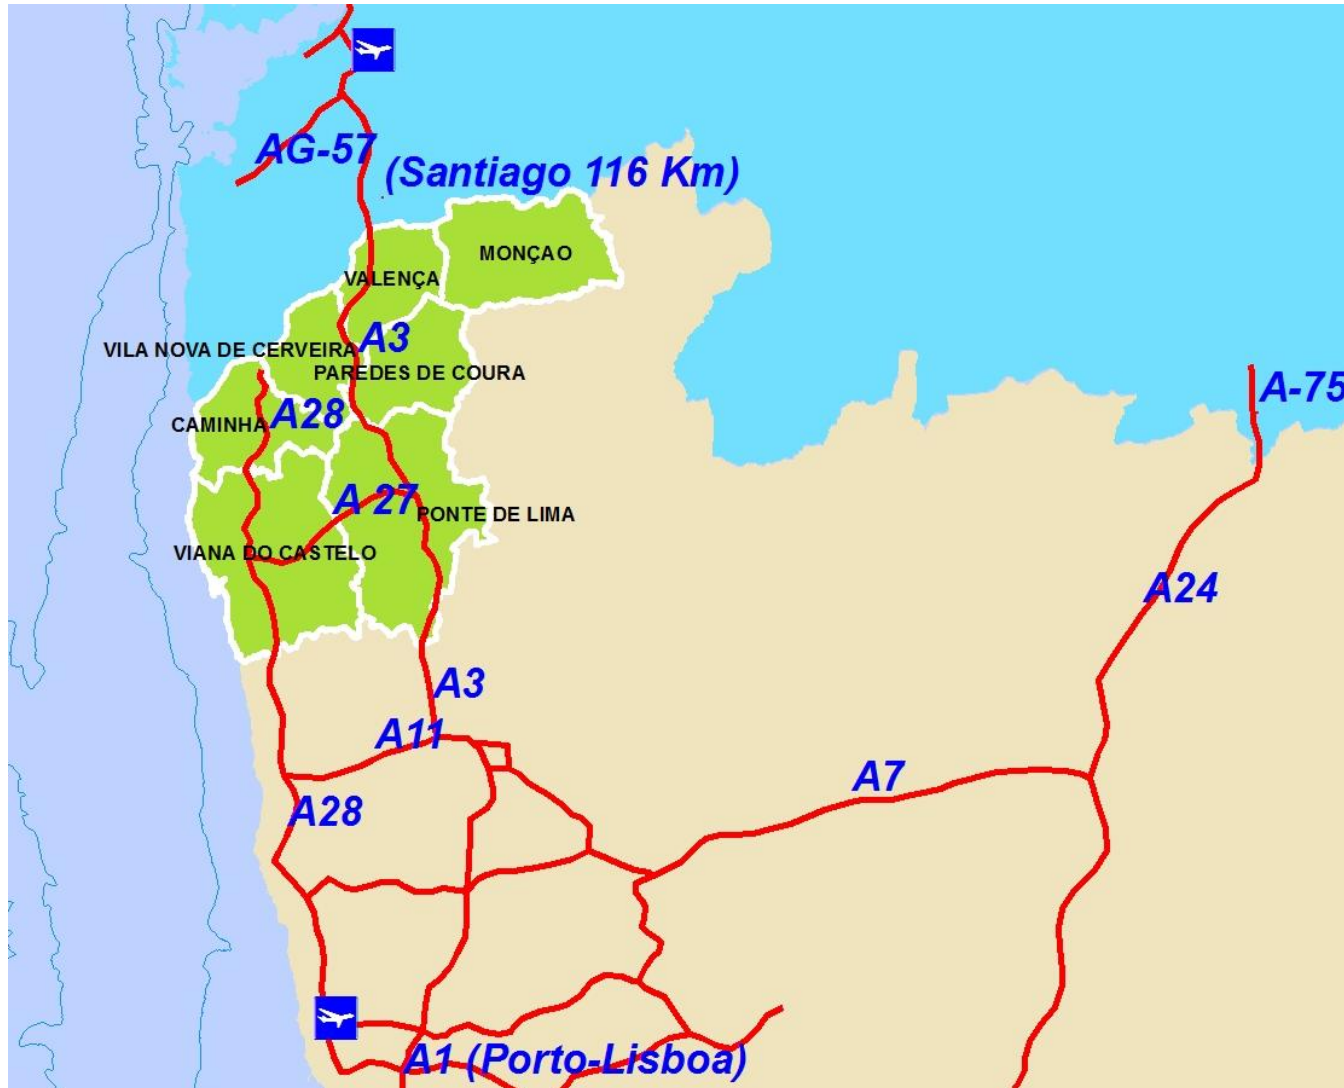 AG-57
(Santiago 116 Km)
MONÇAO
VALENÇA
A3
VILA NOVA DE CERVEIRA
PAREDES DE COURA
A-75
A28
CAMINHA
A 27
PONTE DE LIMA
VIANA DO CASTELO
A24
A3
A11
A7
A28
A1 (Porto-Lisboa)